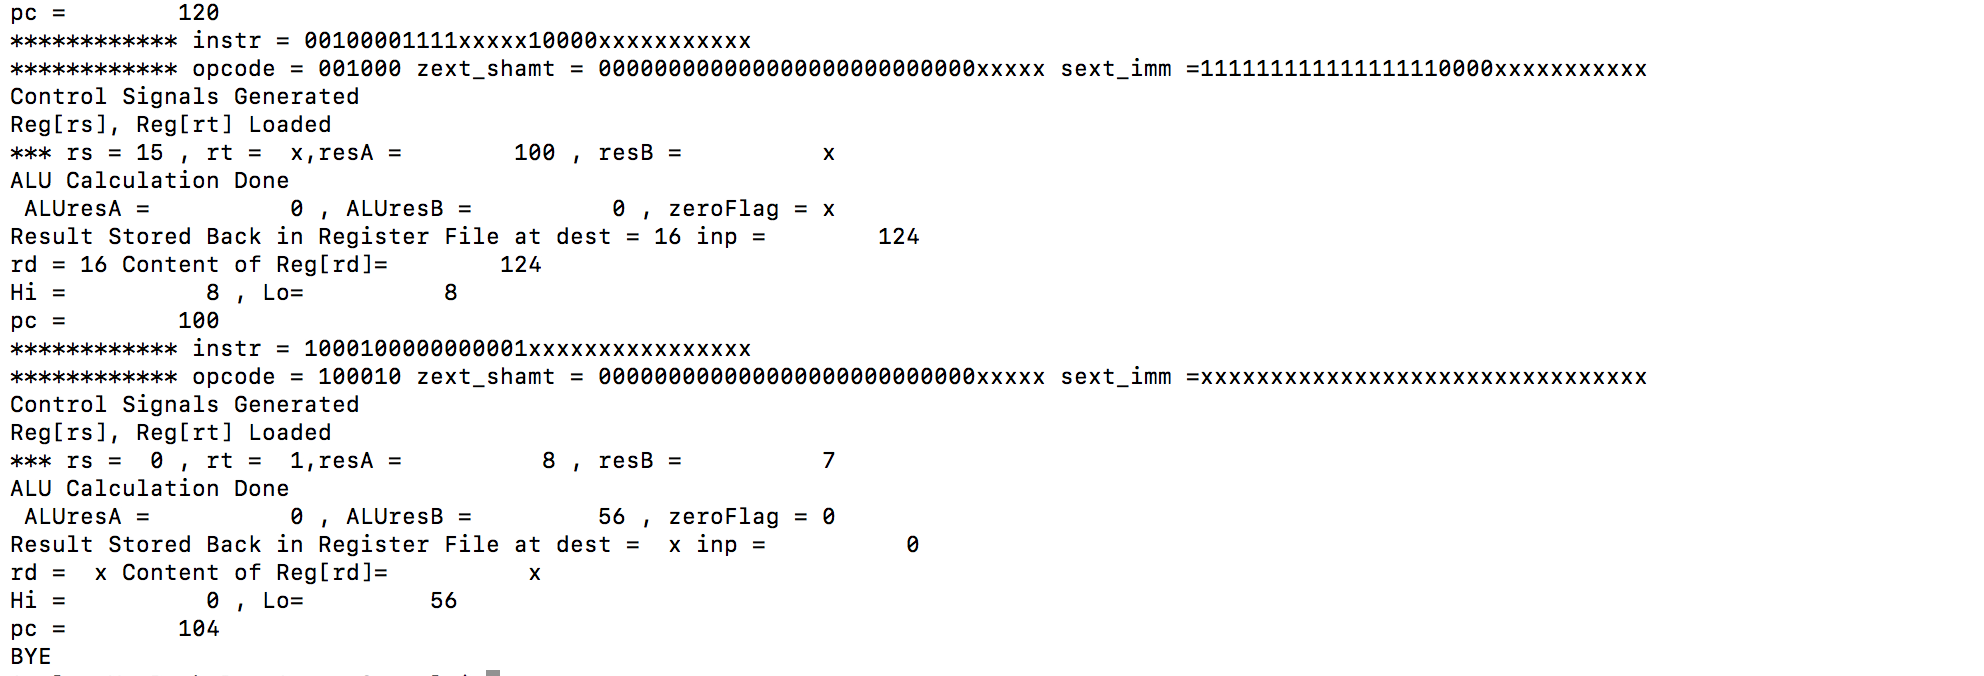 pc =        120
************ instr = 00100001111xxxxx10000xxxxxxxxxxx
************ opcode = 001000 zext_shamt = 000000000000000000000000000xxxxx sext_imm =111111111111111110000xxxxxxxxxxx
Control Signals Generated
Reg[rs], Reg[rt] Loaded
*** rs = 15 , rt =  x,resA =        100 , resB =          x
ALU Calculation Done
 ALUresA =          0 , ALUresB =          0 , zeroFlag = x
Result Stored Back in Register File at dest = 16 inp =        124
rd = 16 Content of Reg[rd]=        124
Hi =          8 , Lo=          8
pc =        100
************ instr = 1000100000000001xxxxxxxxxxxxxxxx
************ opcode = 100010 zext_shamt = 000000000000000000000000000xxxxx sext_imm =xxxxxxxxxxxxxxxxxxxxxxxxxxxxxxxx
Control Signals Generated
Reg[rs], Reg[rt] Loaded
*** rs =  0 , rt =  1,resA =          8 , resB =          7
ALU Calculation Done
 ALUresA =          0 , ALUresB =         56 , zeroFlag = 0
Result Stored Back in Register File at dest =  x inp =          0
rd =  x Content of Reg[rd]=          x
Hi =          0 , Lo=         56
pc =        104
BYE